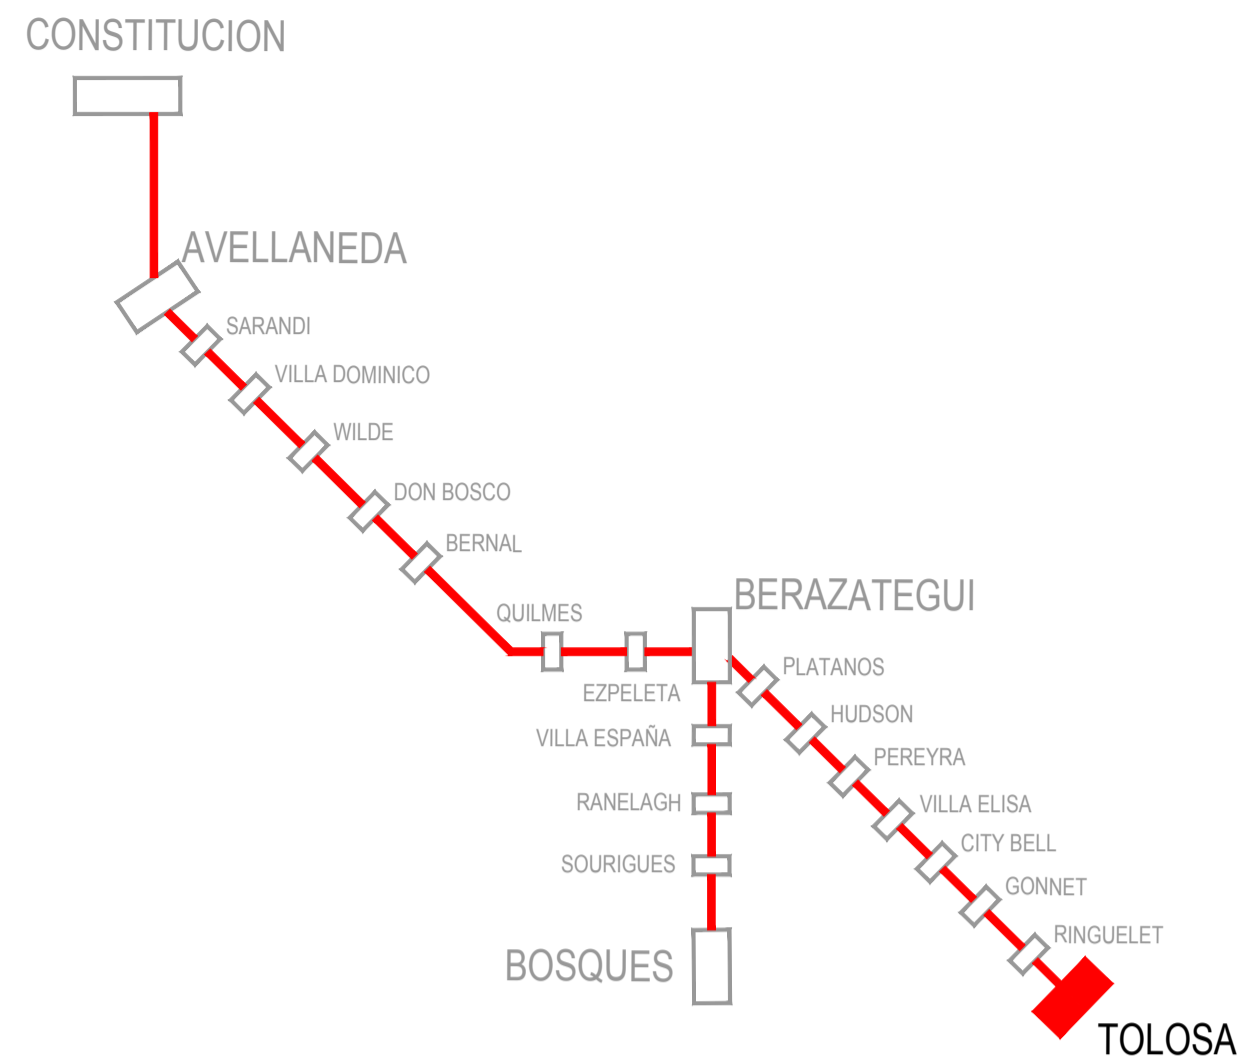 CONSTITUCION
AVELLANEDA
SARANDI
VILLA DOMINICO
WILDE
DON BOSCO
BERNAL
QUILMES
EZPELETA
BERAZATEGUI
VILLA ESPAÑA
RANELAGH
SOURIGUES
BOSQUES
PLATANOS
HUDSON
PEREYRA
VILLA ELISA
CITY BELL
GONNET
RINGUELET
TOLOSA